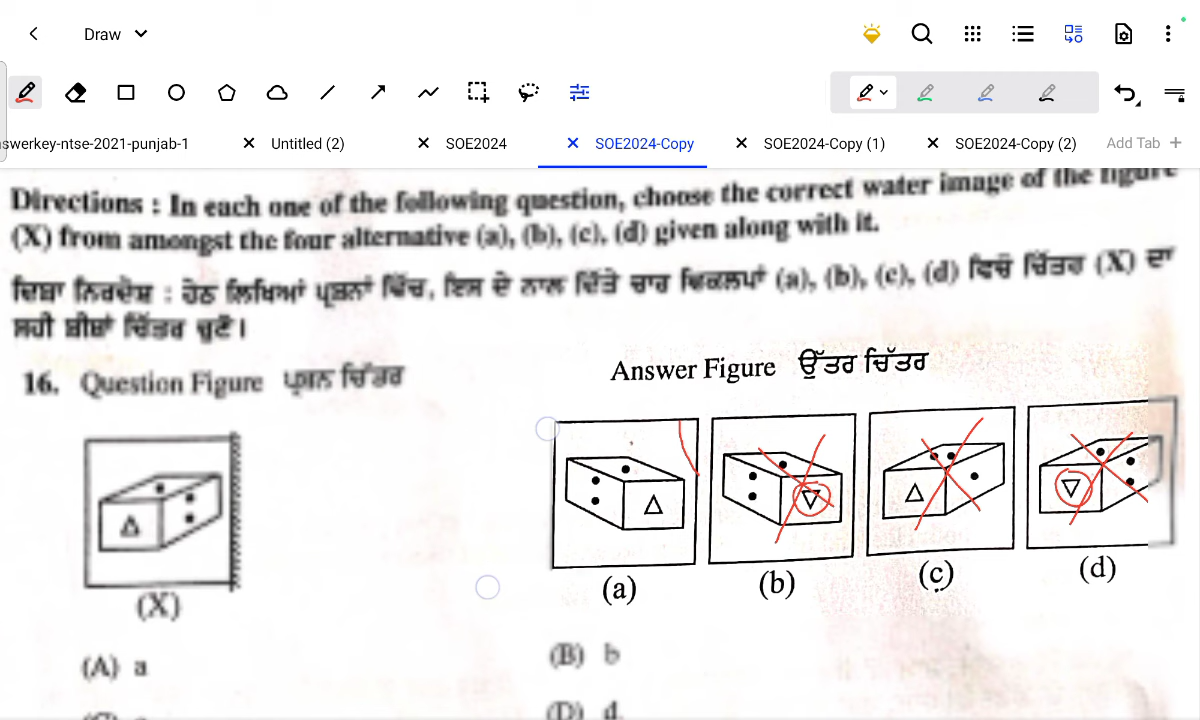 Draw
swerkey-ntse-2021-punjab-1 Untitled (2) SOE2024 SOE2024-Copy SOE2024-Copy (1) SOE2024-Copy (2) Add Tab
Directions : In each one of the following question, choose the correct water image of the figure
(X) from amongst the four alternative (a), (b), (c), (d) given along with it.
ਦਿਸ਼ਾ ਨਿਰਦੇਸ਼ : ਹੇਠ ਲਿਖਿਆਂ ਪ੍ਰਸ਼ਨਾਂ ਵਿੱਚ, ਇਸ ਦੇ ਨਾਲ ਦਿੱਤੇ ਚਾਰ ਵਿਕਲਪਾਂ (a), (b), (c), (d) ਵਿਚੋਂ ਚਿੱਤਰ (X) ਦਾ
ਸਹੀ ਸ਼ੀਸ਼ਾਂ ਚਿੱਤਰ ਚੁਣੋ।
16. Question Figure ਪ੍ਰਸ਼ਨ ਚਿੱਤਰ
Answer Figure ਉੱਤਰ ਚਿੱਤਰ
(X)
(a) (b) (c) (d)
(A) a (B) b
(D) d